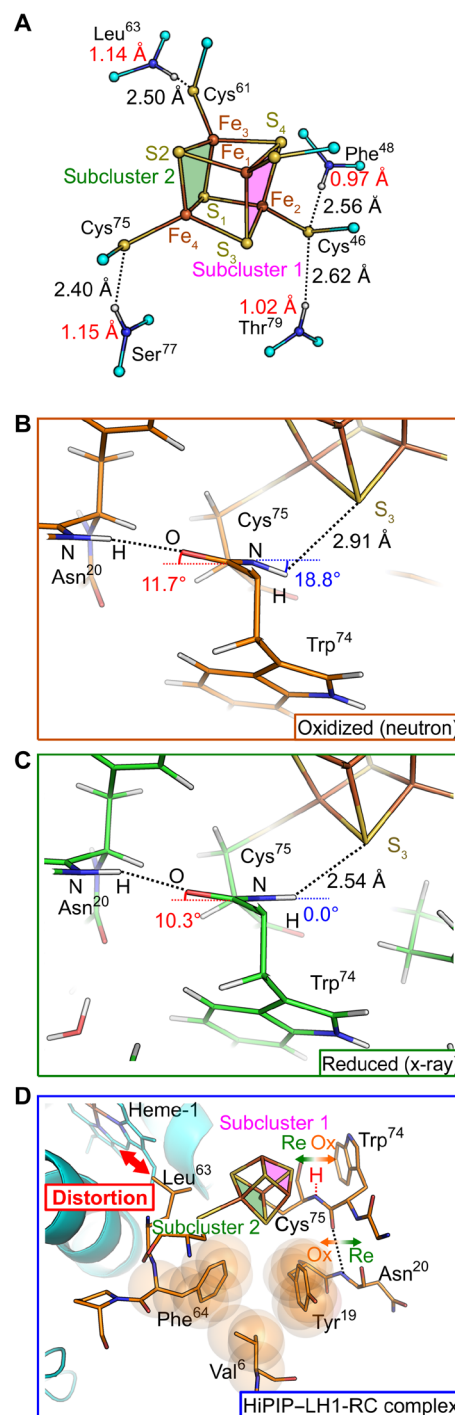 A
Leu63
1.14 Å
2.50 Å
Cys61
Fe3
S4
S2
Fe1
Phe48
Subcluster 2
0.97 Å
Fe2
2.56 Å
S1
Cys75
Fe4
Cys46
S3
Subcluster 1
2.62 Å
2.40 Å
1.02 Å
1.15 Å
Thr79
Ser77
B
Cys75
S3
O
N
2.91 Å
N
H
Asn20
11.7°
18.8°
H
Trp74
Oxidized (neutron)
C
Cys75
S3
O
N
2.54 Å
N
H
Asn20
10.3°
H
0.0°
Trp74
Reduced (x-ray)
D
Heme-1
Subcluster 1
Re Ox
Trp74
Leu63
H
Distortion
Subcluster 2
Cys75
Ox Re
Asn20
Phe64
Tyr19
Val6
HiPIP–LH1-RC complex